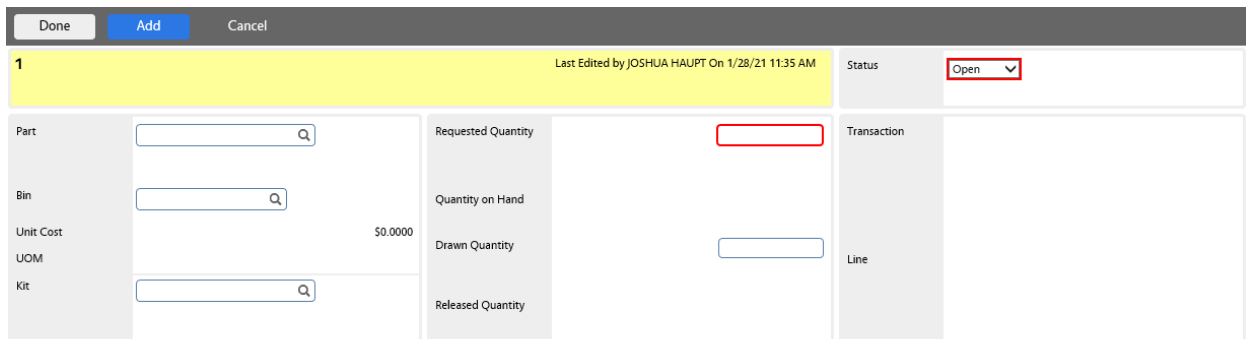 Done Add Cancel
1 Last Edited by JOSHUA HAUPT On 1/28/21 11:35 AM
Status Open
Part
Bin
Unit Cost $0.0000
UOM
Kit
Requested Quantity
Quantity on Hand
Drawn Quantity
Released Quantity
Transaction
Line